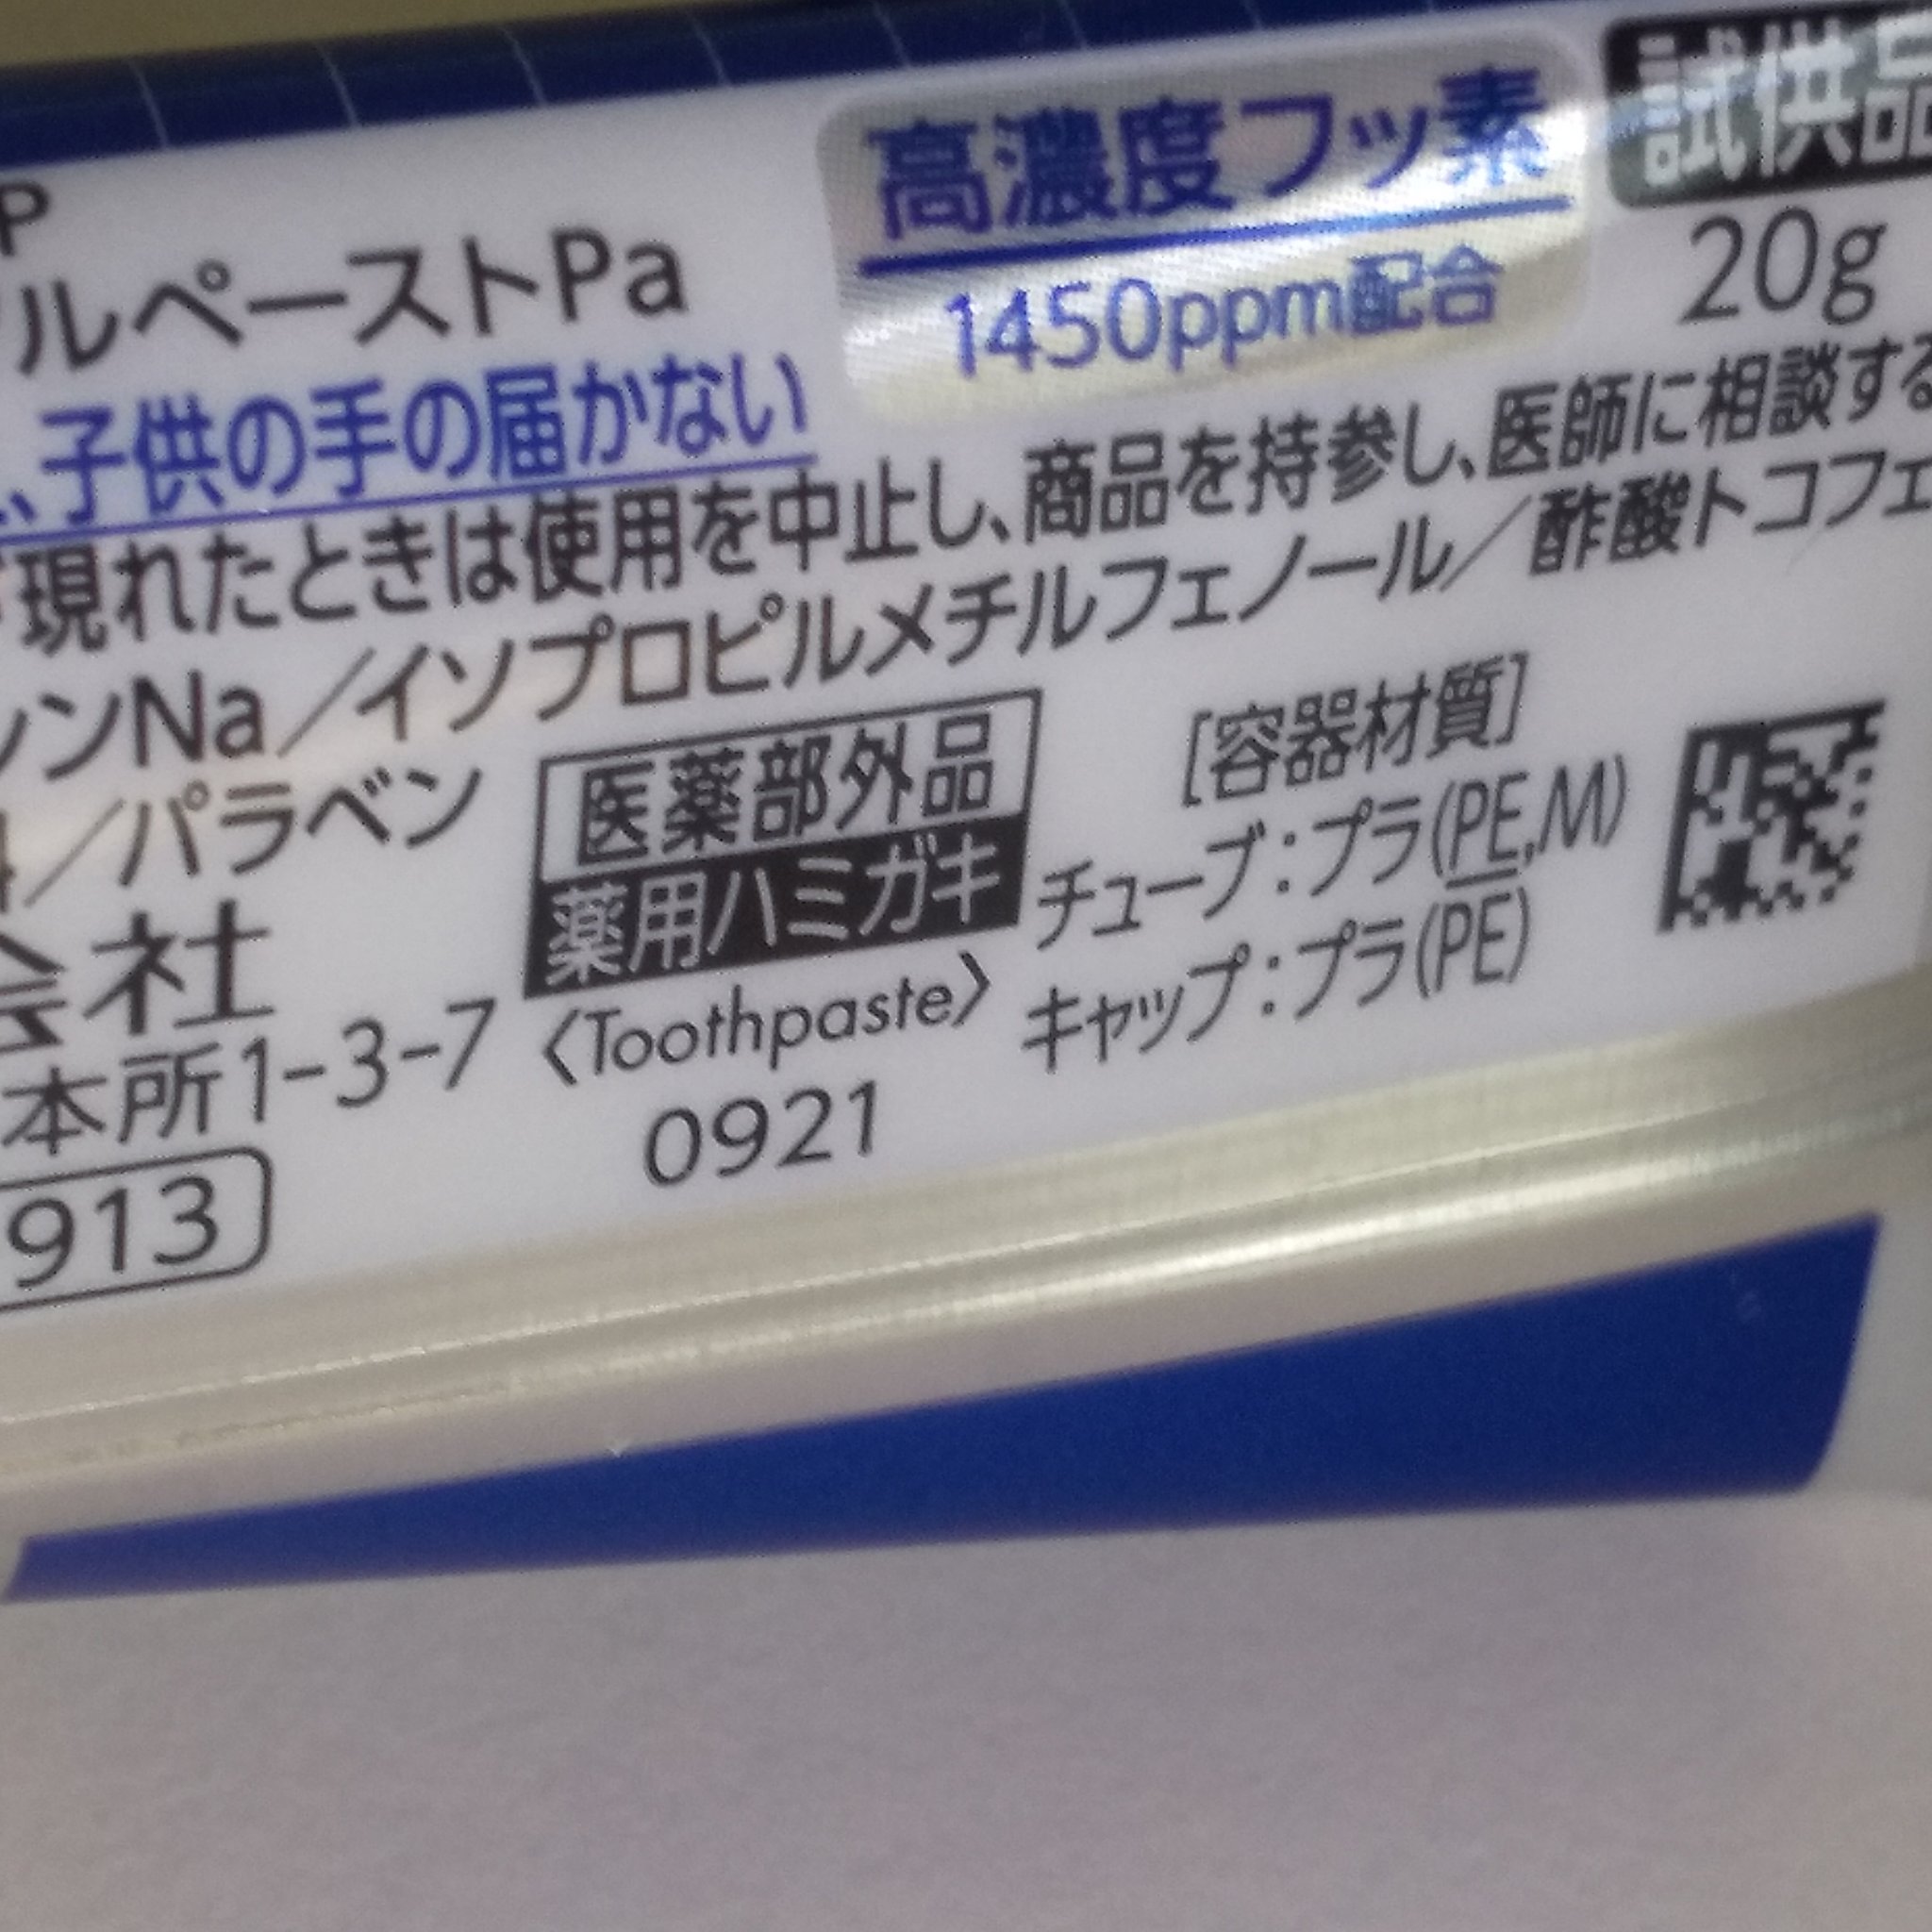 P
ルペーストPa
高濃度フッ素
1450ppm配合
試供品
20g
、子供の手の届かない
現れたときは使用を中止し、商品を持参し、医師に相談する
ンNa／イソプロピルメチルフェノール／酢酸トコフェ
／パラベン
医薬部外品
薬用ハミガキ
〈Toothpaste〉
0921
[容器材質]
チューブ：プラ(PE,M)
キャップ：プラ(PE)
会社
本所1-3-7
913